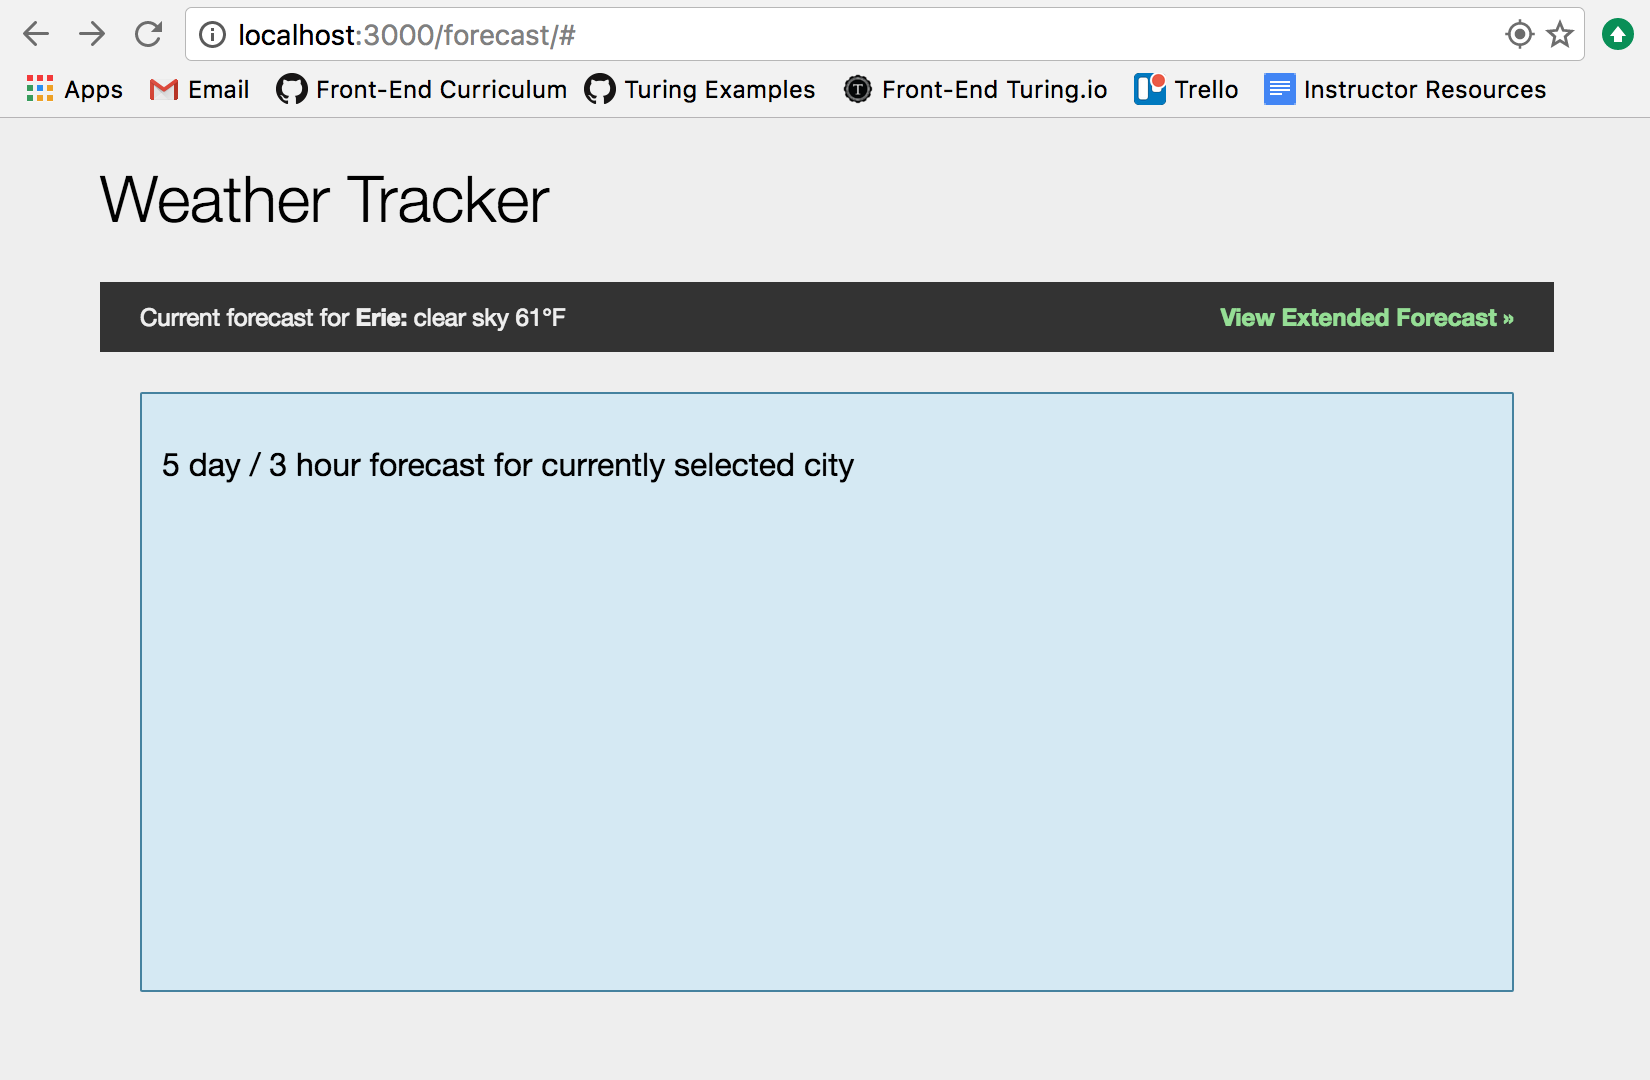 localhost:3000/forecast/#
Apps Email Front-End Curriculum Turing Examples Front-End Turing.io Trello Instructor Resources
Weather Tracker
Current forecast for Erie: clear sky 61°F View Extended Forecast »
5 day / 3 hour forecast for currently selected city